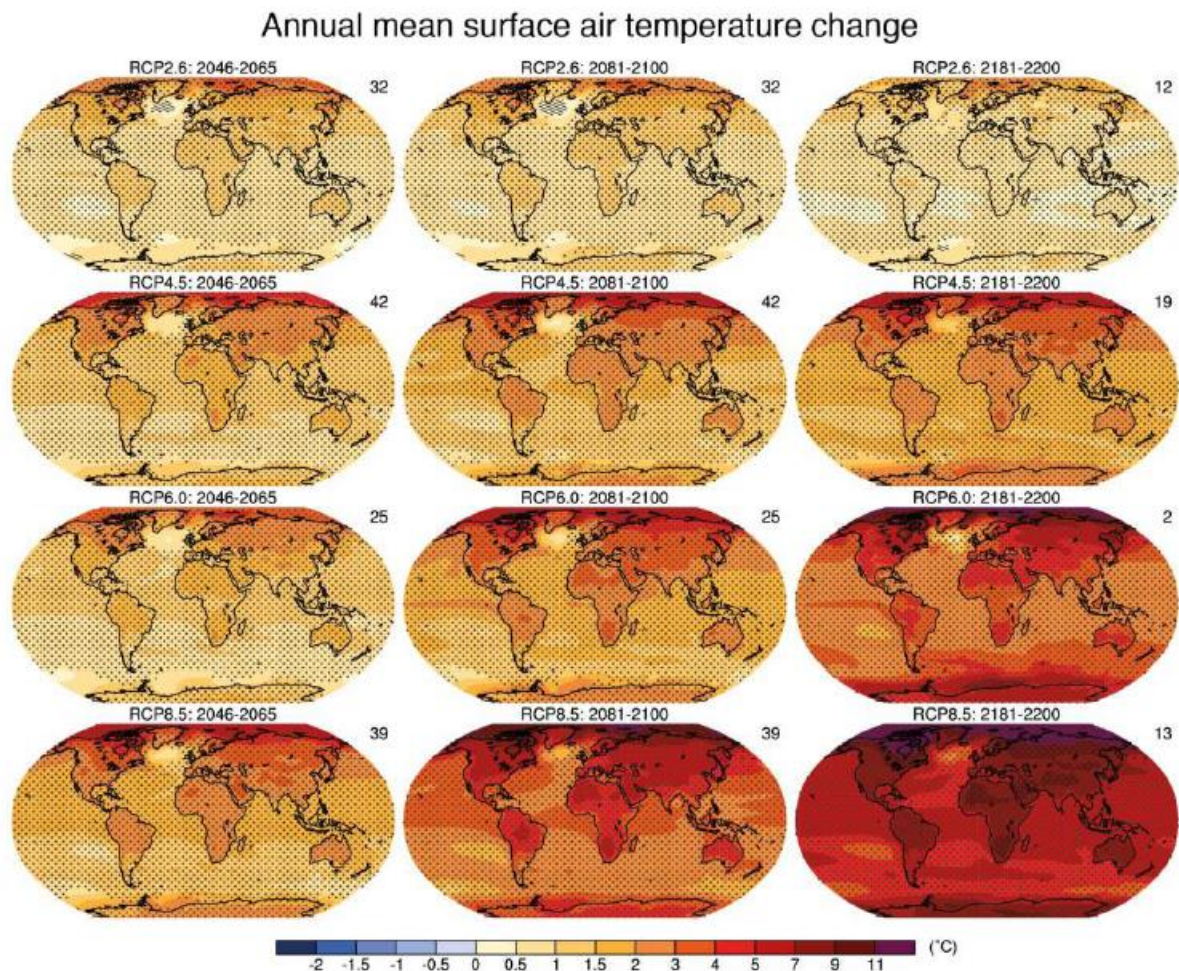 Annual mean surface air temperature change
RCP2.6: 2046-2065
32
RCP2.6: 2081-2100
32
RCP2.6: 2181-2200
12
RCP4.5: 2046-2065
42
RCP4.5: 2081-2100
42
RCP4.5: 2181-2200
19
RCP6.0: 2046-2065
25
RCP6.0: 2081-2100
25
RCP6.0: 2181-2200
2
RCP8.5: 2046-2065
39
RCP8.5: 2081-2100
39
RCP8.5: 2181-2200
13
-2 -1.5 -1 -0.5 0 0.5 1 1.5 2 3 4 5 7 9 11 (°C)